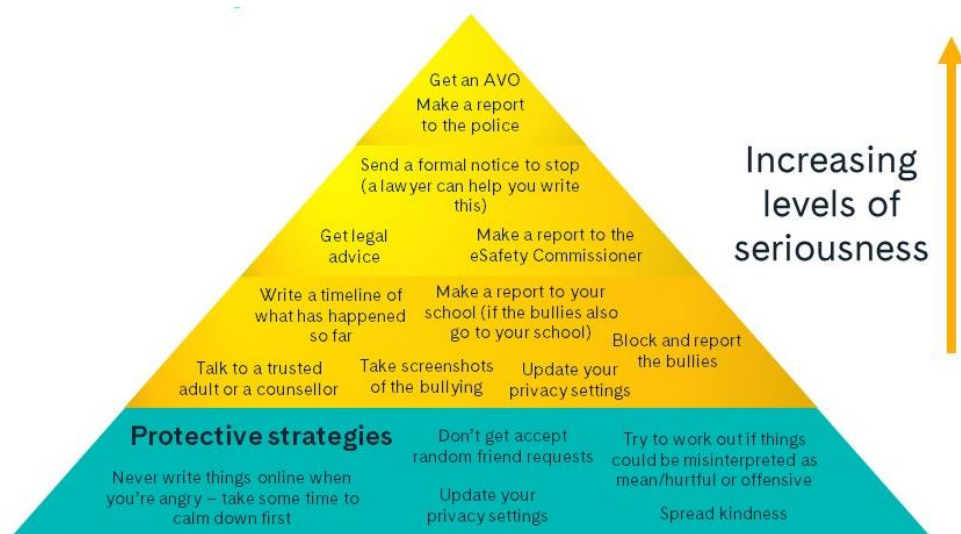 Get an AVO
Make a report
to the police
Send a formal notice to stop
(a lawyer can help you write
this)
Get legal
advice
Make a report to the
eSafety Commissioner
Increasing
levels of
seriousness
Write a timeline of
what has happened
so far
Make a report to your
school (if the bullies also
go to your school)
Block and report
the bullies
Talk to a trusted
adult or a counsellor
Take screenshots
of the bullying
Update your
privacy settings
Protective strategies
Never write things online when
you're angry – take some time to
calm down first
Don't get accept
random friend requests
Update your
privacy settings
Try to work out if things
could be misinterpreted as
mean/hurtful or offensive
Spread kindness